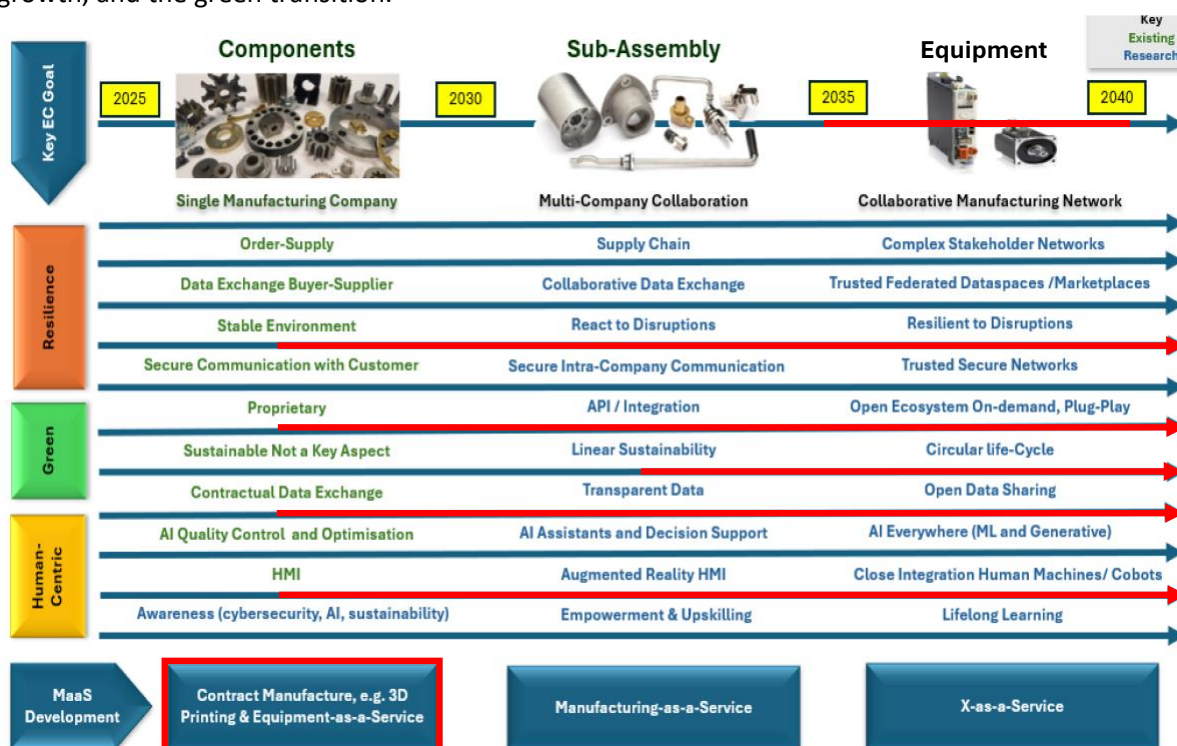 growth, and the green transition.
Key
Existing
Research
Components
Sub-Assembly
Equipment
Key EC Goal
2025
2030
2035
2040
Single Manufacturing Company
Multi-Company Collaboration
Collaborative Manufacturing Network
Resilience
Order-Supply
Supply Chain
Complex Stakeholder Networks
Data Exchange Buyer-Supplier
Collaborative Data Exchange
Trusted Federated Dataspaces /Marketplaces
Stable Environment
React to Disruptions
Resilient to Disruptions
Secure Communication with Customer
Secure Intra-Company Communication
Trusted Secure Networks
Green
Proprietary
API / Integration
Open Ecosystem On-demand, Plug-Play
Sustainable Not a Key Aspect
Linear Sustainability
Circular life-Cycle
Contractual Data Exchange
Transparent Data
Open Data Sharing
Human-
Centric
AI Quality Control and Optimisation
AI Assistants and Decision Support
AI Everywhere (ML and Generative)
HMI
Augmented Reality HMI
Close Integration Human Machines/ Cobots
Awareness (cybersecurity, AI, sustainability)
Empowerment & Upskilling
Lifelong Learning
MaaS
Development
Contract Manufacture, e.g. 3D
Printing & Equipment-as-a-Service
Manufacturing-as-a-Service
X-as-a-Service